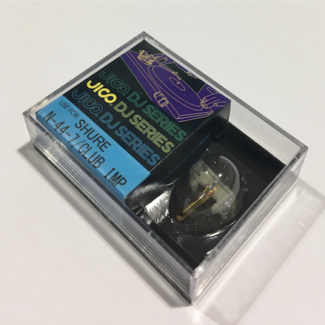 JICO DJ SERIES
JICO DJ SERIES
JICO DJ SERIES
USE FOR SHURE
N-44-7/CLUB IMP